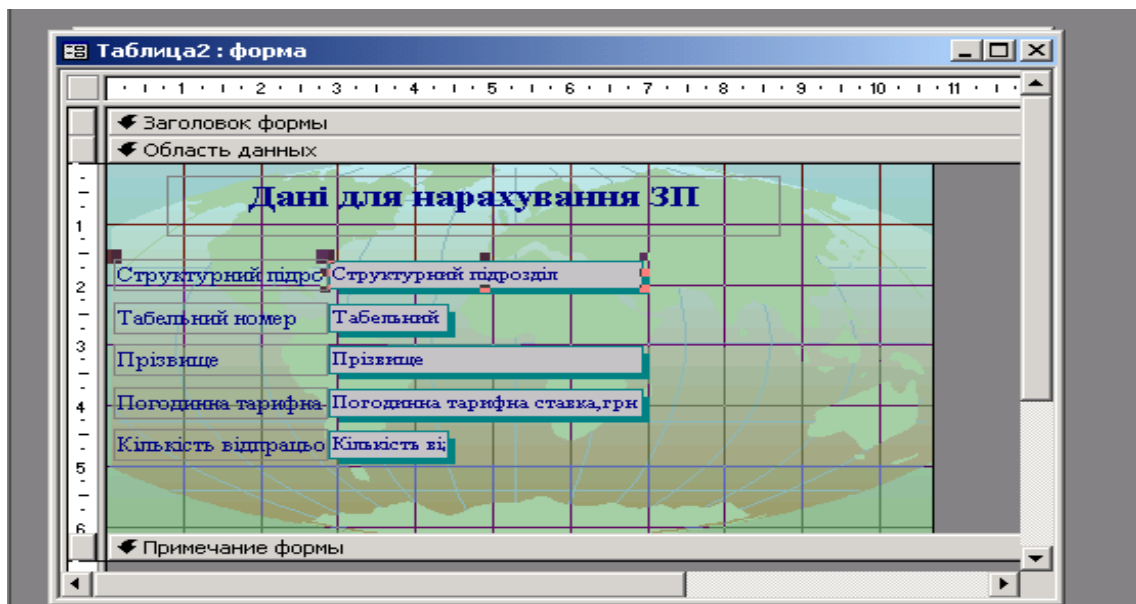 Таблица2 : форма
1 2 3 4 5 6 7 8 9 10 11
Заголовок формы
Область данных
Дані для нарахування ЗП
1
Структурний підро Структурний підрозділ
2
Табельний номер Табельний
3
Прізвище Прізвище
4
Погодинна тарифна Погодинна тарифна ставка,грн
Кількість відпрацьо Кількість ві
5
6
Примечание формы